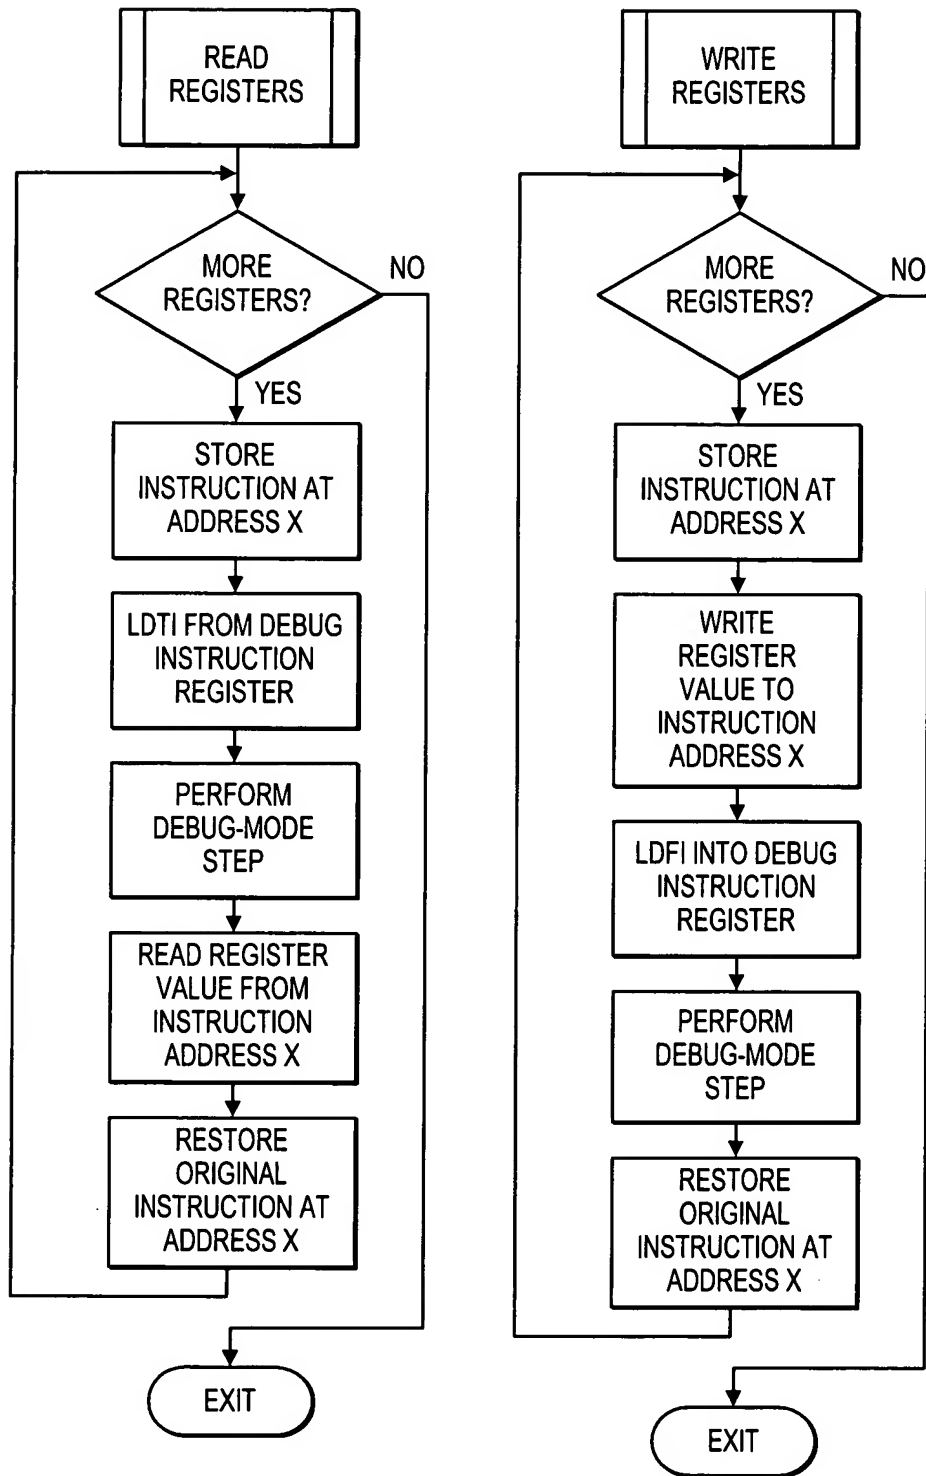 READ
REGISTERS
MORE
REGISTERS?
NO
YES
STORE
INSTRUCTION AT
ADDRESS X
LDTI FROM DEBUG
INSTRUCTION
REGISTER
PERFORM
DEBUG-MODE
STEP
READ REGISTER
VALUE FROM
INSTRUCTION
ADDRESS X
RESTORE
ORIGINAL
INSTRUCTION AT
ADDRESS X
EXIT
WRITE
REGISTERS
MORE
REGISTERS?
NO
YES
STORE
INSTRUCTION AT
ADDRESS X
WRITE
REGISTER
VALUE TO
INSTRUCTION
ADDRESS X
LDFI INTO DEBUG
INSTRUCTION
REGISTER
PERFORM
DEBUG-MODE
STEP
RESTORE
ORIGINAL
INSTRUCTION AT
ADDRESS X
EXIT